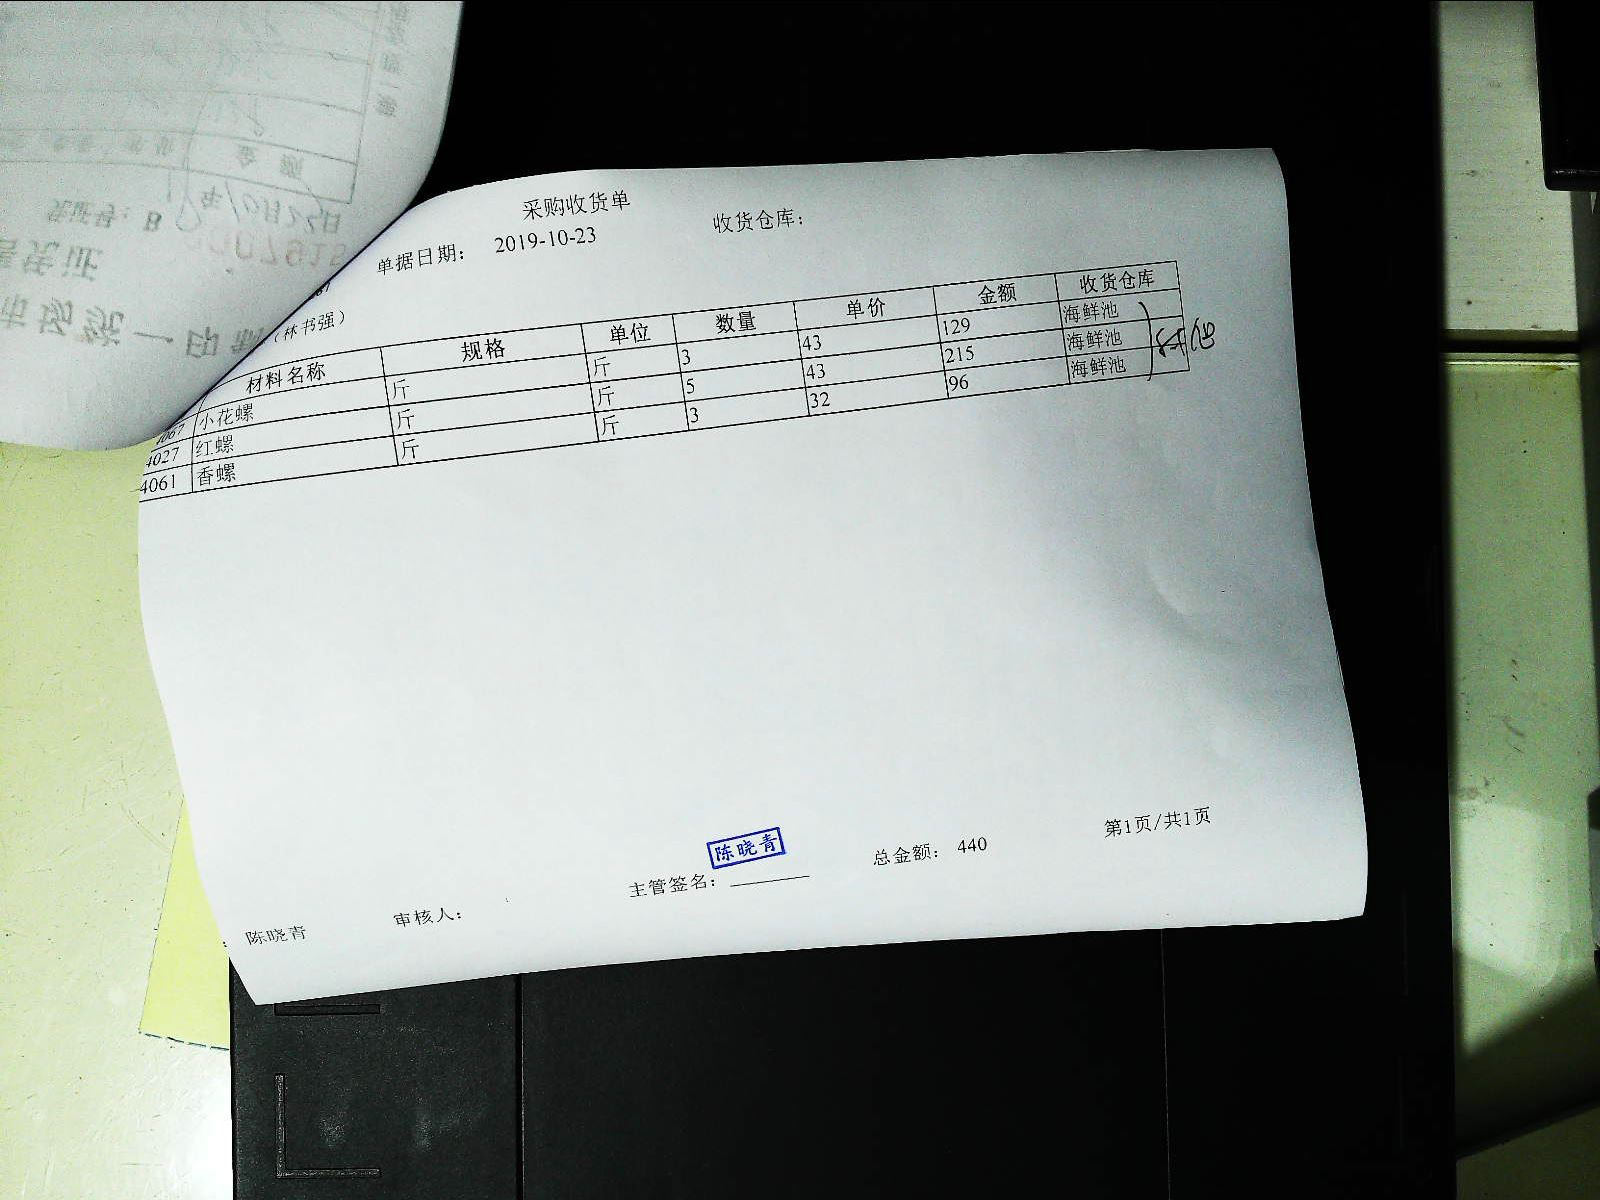 采购收货单
单据日期： 2019-10-23 收货仓库：
（林书强）
材料名称 规格 单位 数量 单价 金额 收货仓库
4067 小花螺 斤 斤 3 43 129 海鲜池
4027 红螺 斤 斤 5 43 215 海鲜池
4061 香螺 斤 斤 3 32 96 海鲜池
陈晓青
陈晓青 审核人： 主管签名： 总金额： 440 第1页/共1页